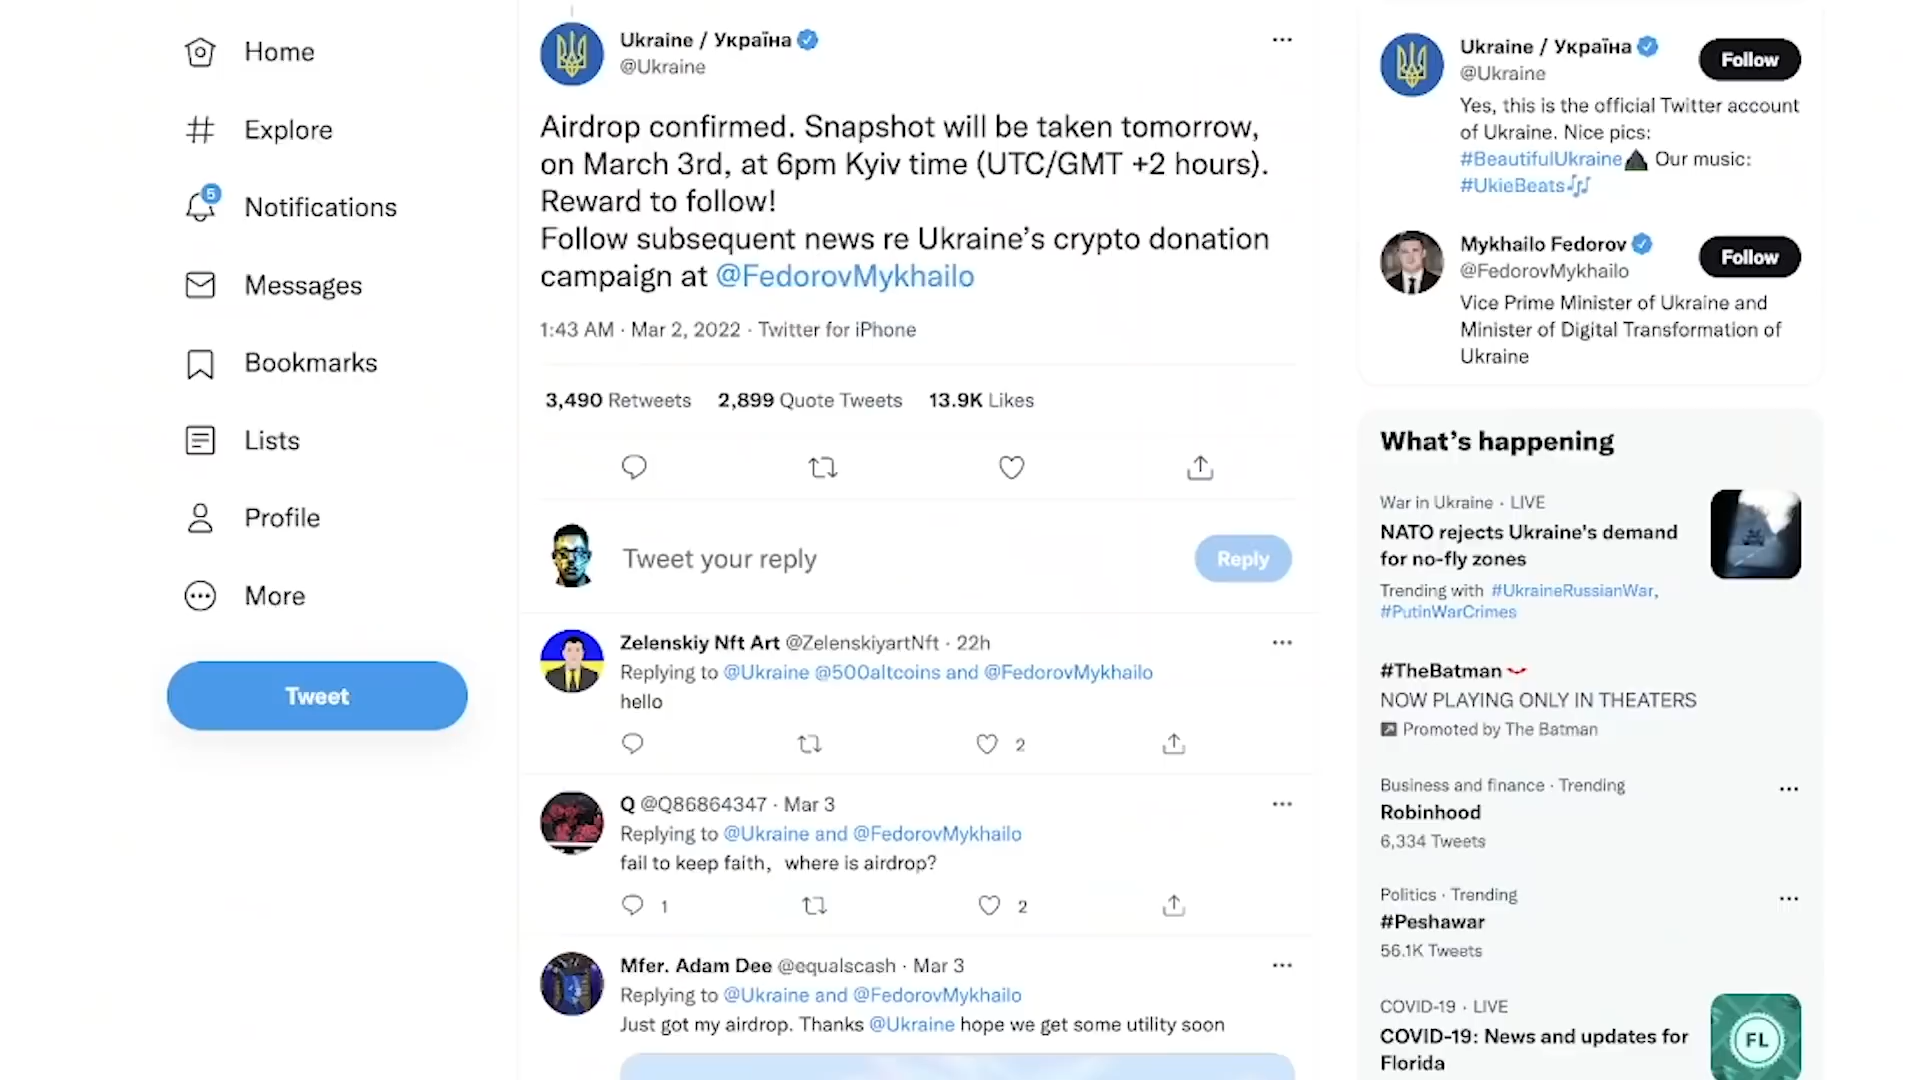 Home
Explore
5
Notifications
Messages
Bookmarks
Lists
Profile
More
Tweet
Ukraine / Україна
@Ukraine
Airdrop confirmed. Snapshot will be taken tomorrow,
on March 3rd, at 6pm Kyiv time (UTC/GMT +2 hours).
Reward to follow!
Follow subsequent news re Ukraine’s crypto donation
campaign at @FedorovMykhailo
1:43 AM · Mar 2, 2022 · Twitter for iPhone
3,490 Retweets 2,899 Quote Tweets 13.9K Likes
Tweet your reply
Reply
Zelenskiy Nft Art @ZelenskiyartNft · 22h
Replying to @Ukraine @500altcoins and @FedorovMykhailo
hello
2
Q @Q86864347 · Mar 3
Replying to @Ukraine and @FedorovMykhailo
fail to keep faith，where is airdrop?
1 2
Mfer. Adam Dee @equalscash · Mar 3
Replying to @Ukraine and @FedorovMykhailo
Just got my airdrop. Thanks @Ukraine hope we get some utility soon
Ukraine / Україна
@Ukraine
Follow
Yes, this is the official Twitter account
of Ukraine. Nice pics:
#BeautifulUkraine Our music:
#UkieBeats
Mykhailo Fedorov
@FedorovMykhailo
Follow
Vice Prime Minister of Ukraine and
Minister of Digital Transformation of
Ukraine
What’s happening
War in Ukraine · LIVE
NATO rejects Ukraine's demand
for no-fly zones
Trending with #UkraineRussianWar,
#PutinWarCrimes
#TheBatman
NOW PLAYING ONLY IN THEATERS
Promoted by The Batman
Business and finance · Trending
Robinhood
6,334 Tweets
Politics · Trending
#Peshawar
56.1K Tweets
COVID-19 · LIVE
COVID-19: News and updates for
Florida
FL